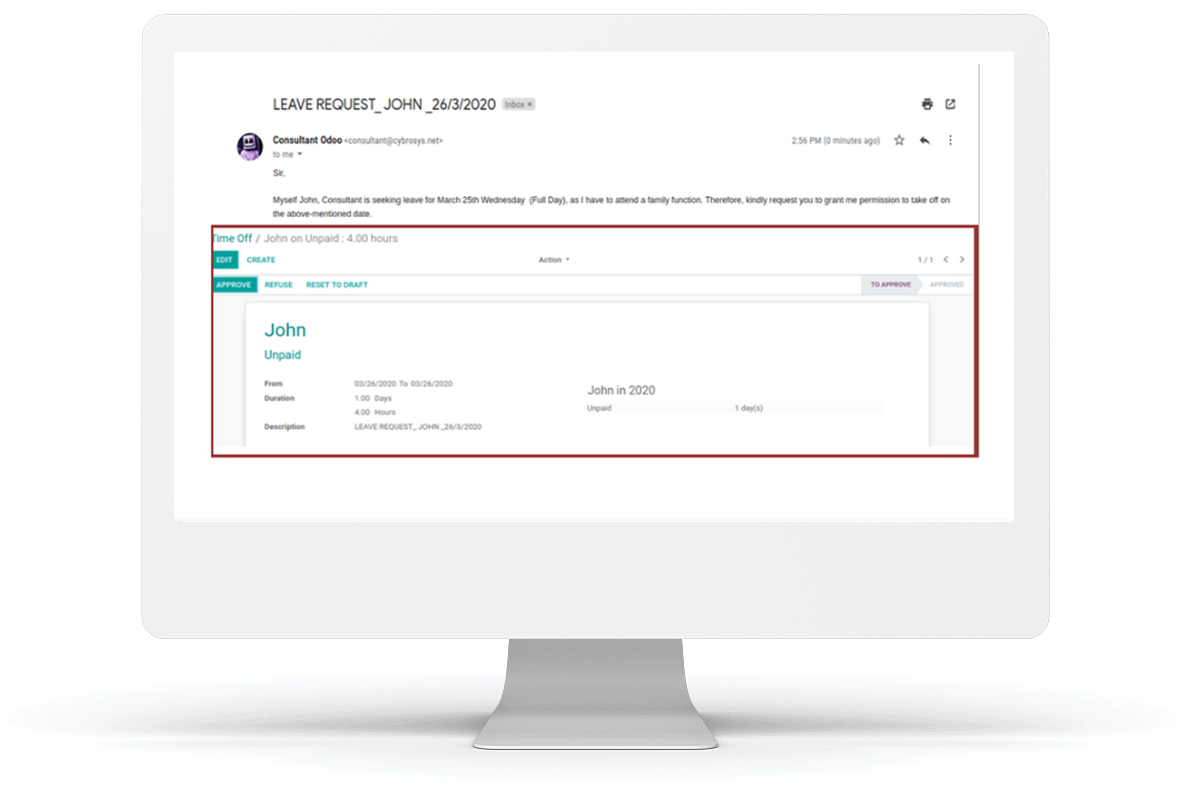 LEAVE REQUEST_ JOHN _26/3/2020 Inbox ×
Consultant Odoo <consultant@cybrosys.net> 2:56 PM (0 minutes ago)
to me
Sir,
Myself John, Consultant is seeking leave for March 25th Wednesday (Full Day), as I have to attend a family function. Therefore, kindly request you to grant me permission to take off on
the above-mentioned date.
Time Off / John on Unpaid : 4.00 hours
EDIT CREATE Action 1 / 1
APPROVE REFUSE RESET TO DRAFT TO APPROVE APPROVED
John
Unpaid
From 03/26/2020 To 03/26/2020
John in 2020
Duration 1.00 Days
Unpaid 1 day(s)
4.00 Hours
Description LEAVE REQUEST_ JOHN _26/3/2020